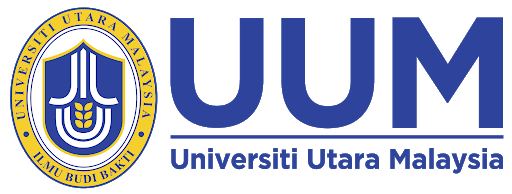 UNIVERSITI UTARA MALAYSIA
ILMU BUDI BAKTI
UUM
Universiti Utara Malaysia